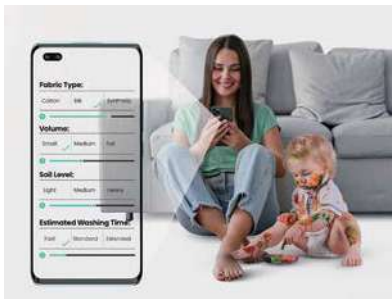 Fabric Type:
Cotton Silk Synthetic
Volume:
Small Medium Full
Soil Level:
Light Medium Heavy
Estimated Washing Time:
Fast Standard Extended